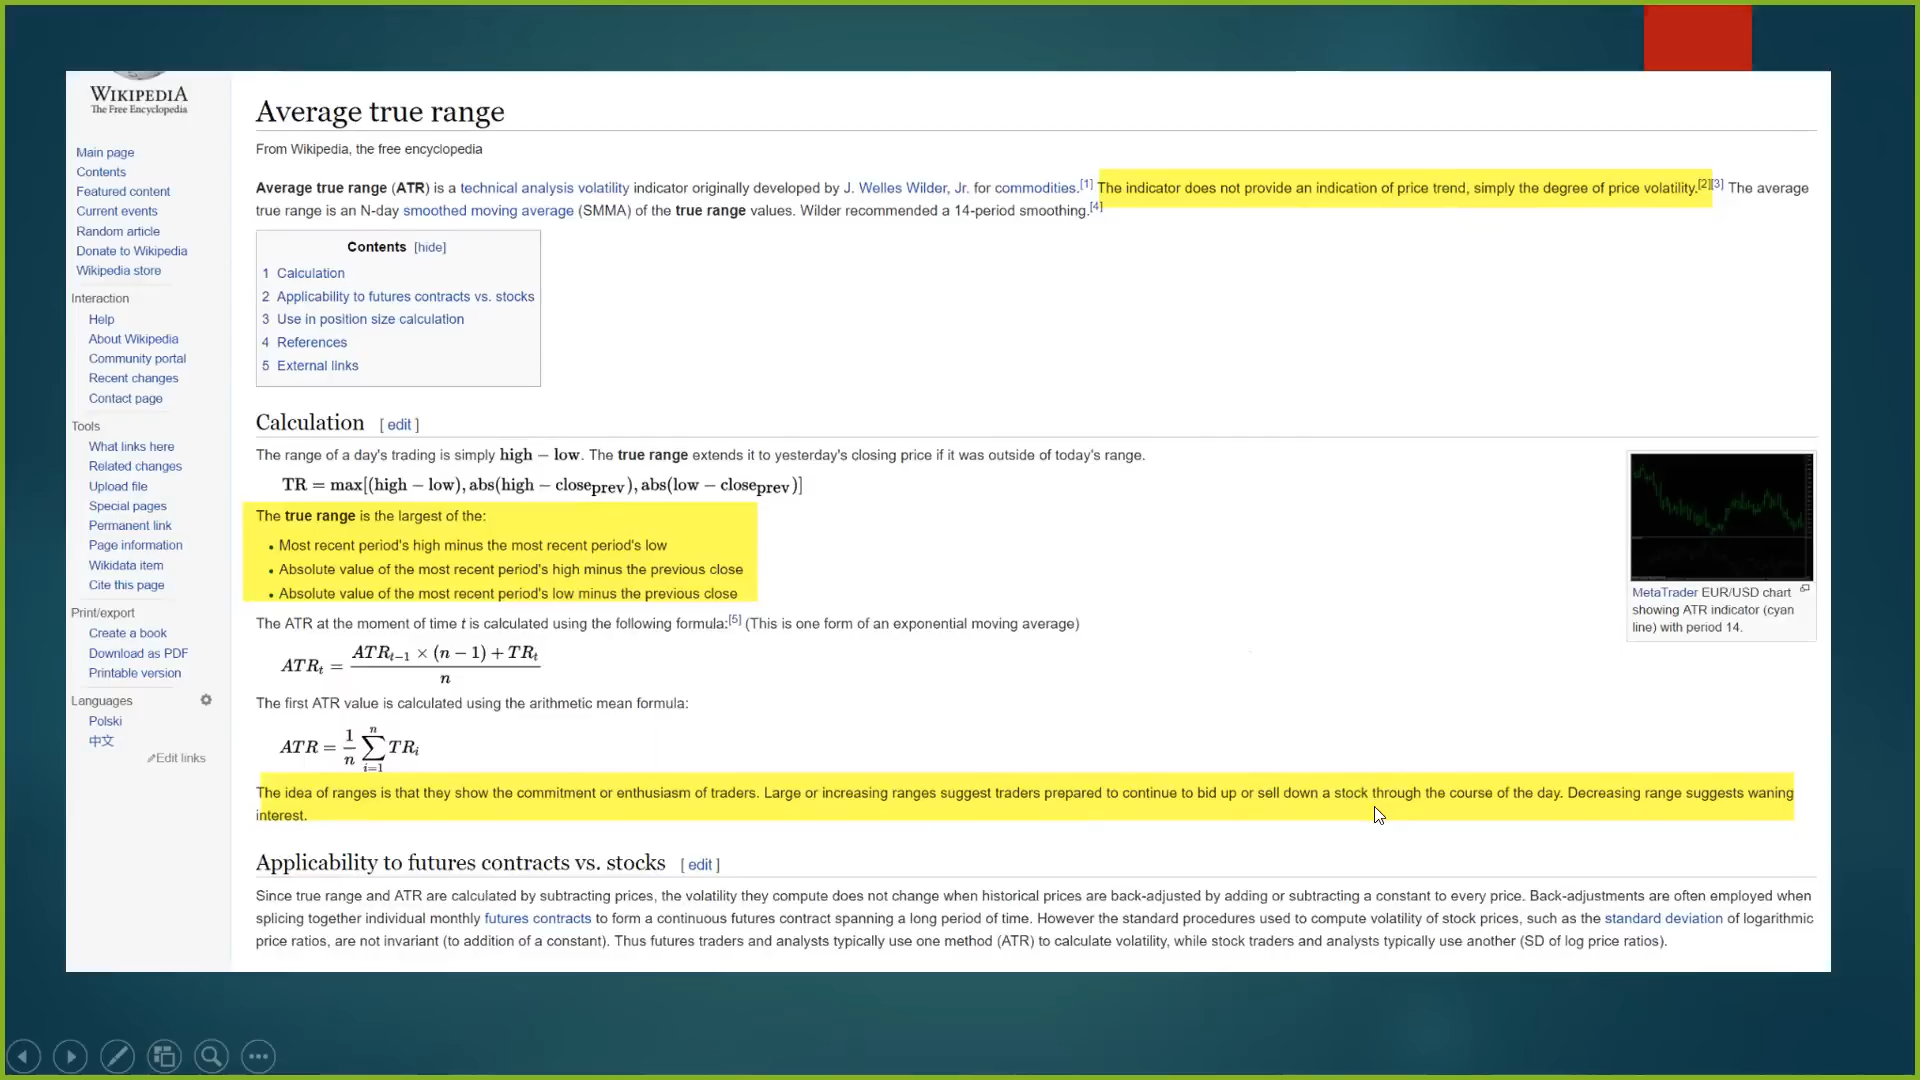 WIKIPEDIA
The Free Encyclopedia
Main page
Contents
Featured content
Current events
Random article
Donate to Wikipedia
Wikipedia store
Interaction
Help
About Wikipedia
Community portal
Recent changes
Contact page
Tools
What links here
Related changes
Upload file
Special pages
Permanent link
Page information
Wikidata item
Cite this page
Print/export
Create a book
Download as PDF
Printable version
Languages
Polski
中文
Edit links
Average true range
From Wikipedia, the free encyclopedia
Average true range (ATR) is a technical analysis volatility indicator originally developed by J. Welles Wilder, Jr. for commodities.[1] The indicator does not provide an indication of price trend, simply the degree of price volatility.[2][3] The average
true range is an N-day smoothed moving average (SMMA) of the true range values. Wilder recommended a 14-period smoothing.[4]
Contents [hide]
1 Calculation
2 Applicability to futures contracts vs. stocks
3 Use in position size calculation
4 References
5 External links
Calculation [ edit ]
The range of a day's trading is simply high − low. The true range extends it to yesterday's closing price if it was outside of today's range.
TR = max[(high − low), abs(high − closeprev), abs(low − closeprev)]
The true range is the largest of the:
• Most recent period's high minus the most recent period's low
• Absolute value of the most recent period's high minus the previous close
• Absolute value of the most recent period's low minus the previous close
The ATR at the moment of time t is calculated using the following formula:[5] (This is one form of an exponential moving average)
ATRt = ATRt−1 × (n − 1) + TRt
n
The first ATR value is calculated using the arithmetic mean formula:
ATR = 1/n ∑ i=1 n TRi
The idea of ranges is that they show the commitment or enthusiasm of traders. Large or increasing ranges suggest traders prepared to continue to bid up or sell down a stock through the course of the day. Decreasing range suggests waning
interest.
MetaTrader EUR/USD chart
showing ATR indicator (cyan
line) with period 14.
Applicability to futures contracts vs. stocks [ edit ]
Since true range and ATR are calculated by subtracting prices, the volatility they compute does not change when historical prices are back-adjusted by adding or subtracting a constant to every price. Back-adjustments are often employed when
splicing together individual monthly futures contracts to form a continuous futures contract spanning a long period of time. However the standard procedures used to compute volatility of stock prices, such as the standard deviation of logarithmic
price ratios, are not invariant (to addition of a constant). Thus futures traders and analysts typically use one method (ATR) to calculate volatility, while stock traders and analysts typically use another (SD of log price ratios).